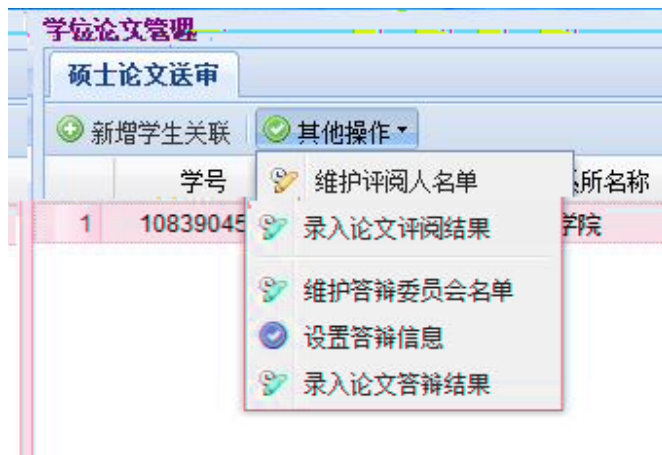 学位论文管理
硕士论文送审
新增学生关联 其他操作
学号 所名称
1 10839045 学院
维护评阅人名单
录入论文评阅结果
维护答辩委员会名单
设置答辩信息
录入论文答辩结果